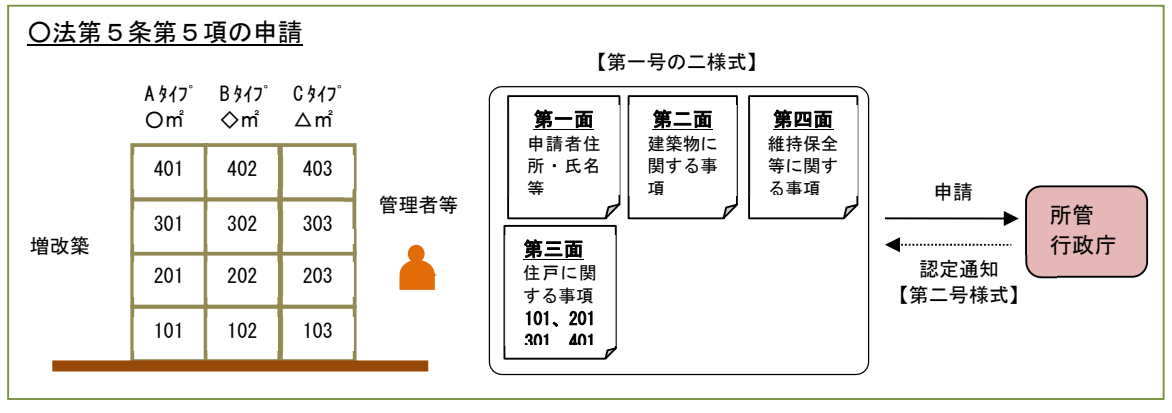 〇法第５条第５項の申請
【第一号の二様式】
Aﾀｲﾌﾟ Bﾀｲﾌﾟ Cﾀｲﾌﾟ
〇㎡ ◇㎡ △㎡
401 402 403
301 302 303
201 202 203
101 102 103
増改築
管理者等
第一面
申請者住
所・氏名
等
第二面
建築物に
関する事
項
第四面
維持保全
等に関す
る事項
第三面
住戸に関
する事項
101、201
301 401
申請
認定通知
【第二号様式】
所管
行政庁